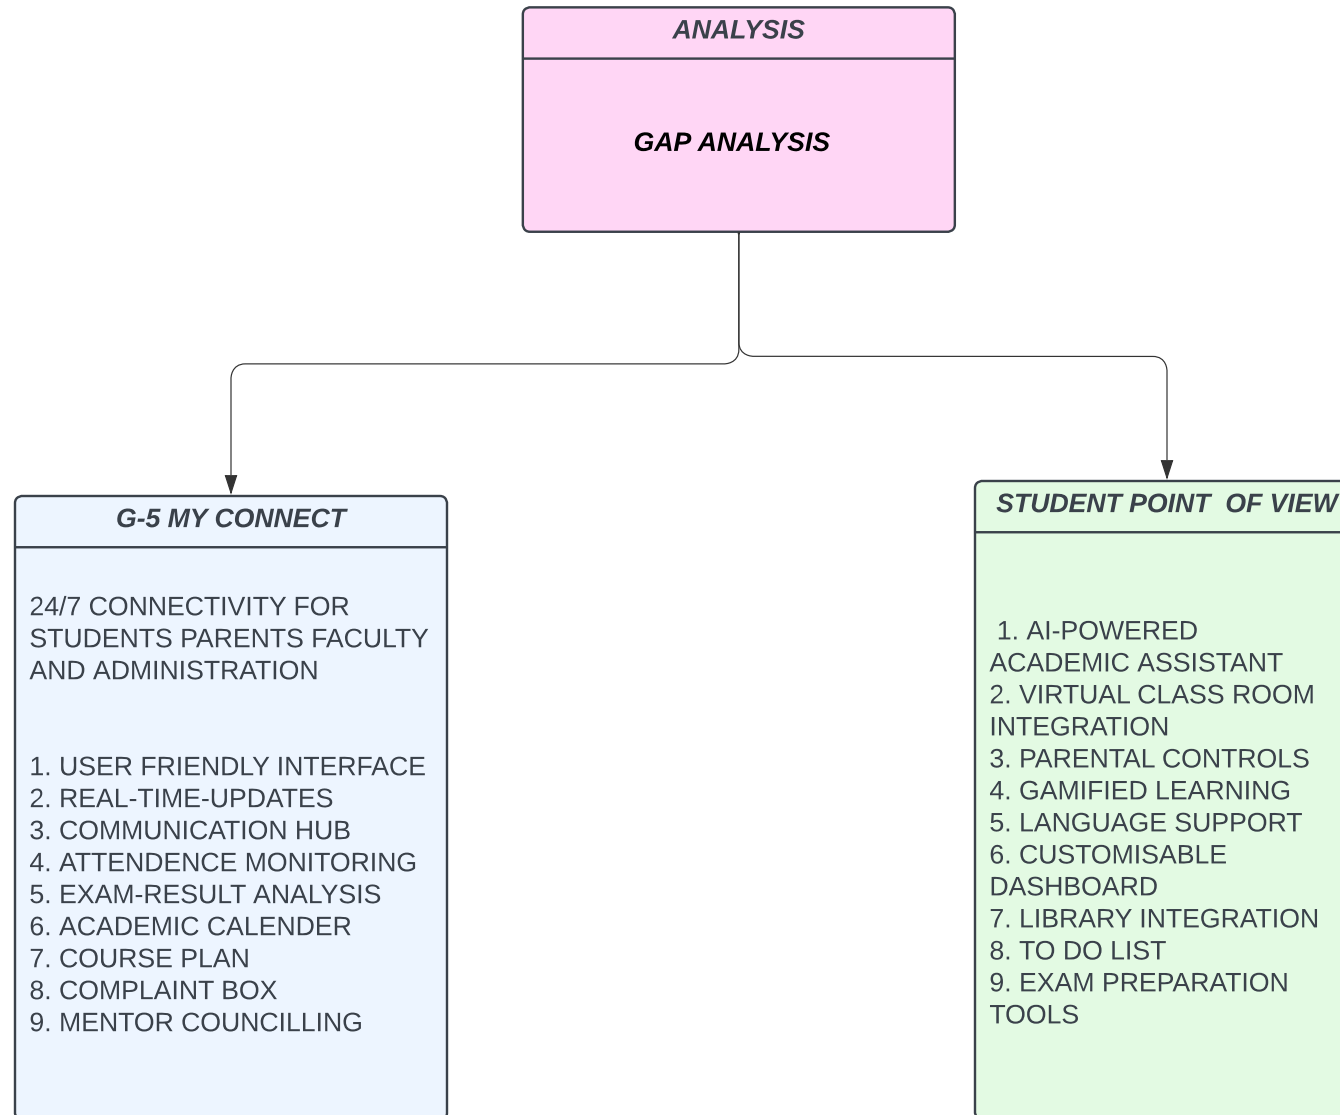 ANALYSIS
GAP ANALYSIS
G-5 MY CONNECT
24/7 CONNECTIVITY FOR
STUDENTS PARENTS FACULTY
AND ADMINISTRATION
1. USER FRIENDLY INTERFACE
2. REAL-TIME-UPDATES
3. COMMUNICATION HUB
4. ATTENDENCE MONITORING
5. EXAM-RESULT ANALYSIS
6. ACADEMIC CALENDER
7. COURSE PLAN
8. COMPLAINT BOX
9. MENTOR COUNCILLING
STUDENT POINT  OF VIEW
1. AI-POWERED
ACADEMIC ASSISTANT
2. VIRTUAL CLASS ROOM
INTEGRATION
3. PARENTAL CONTROLS
4. GAMIFIED LEARNING
5. LANGUAGE SUPPORT
6. CUSTOMISABLE
DASHBOARD
7. LIBRARY INTEGRATION
8. TO DO LIST
9. EXAM PREPARATION
TOOLS